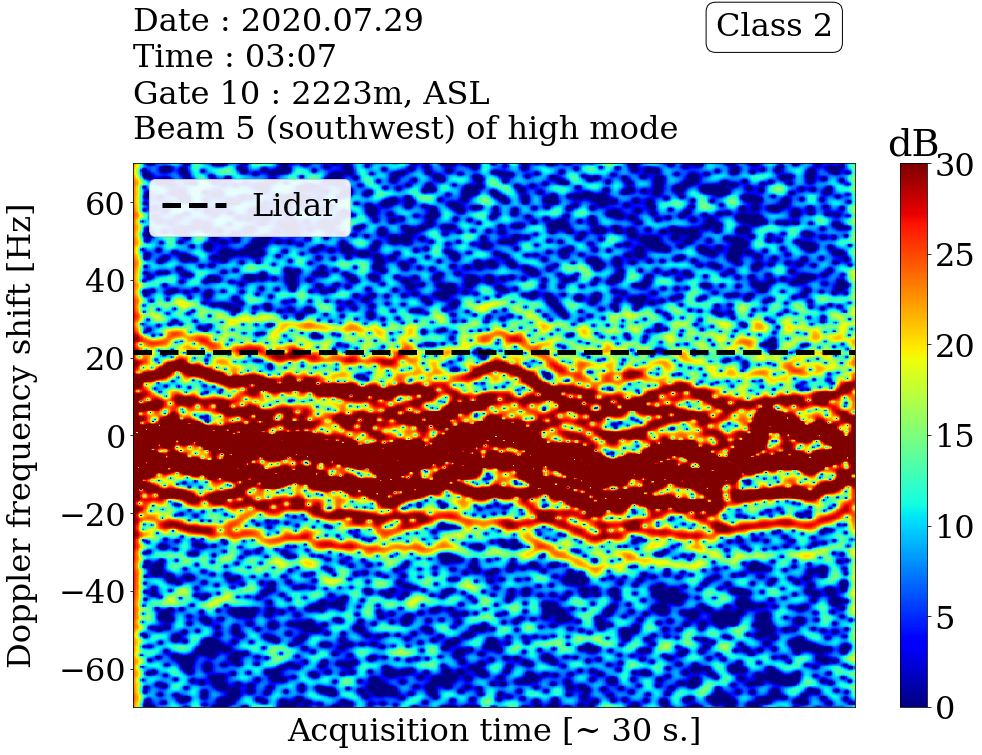 Date : 2020.07.29
Time : 03:07
Gate 10 : 2223m, ASL
Beam 5 (southwest) of high mode
Class 2
dB
Lidar
Doppler frequency shift [Hz]
60
40
20
0
−20
−40
−60
Acquisition time [~ 30 s.]
30
25
20
15
10
5
0